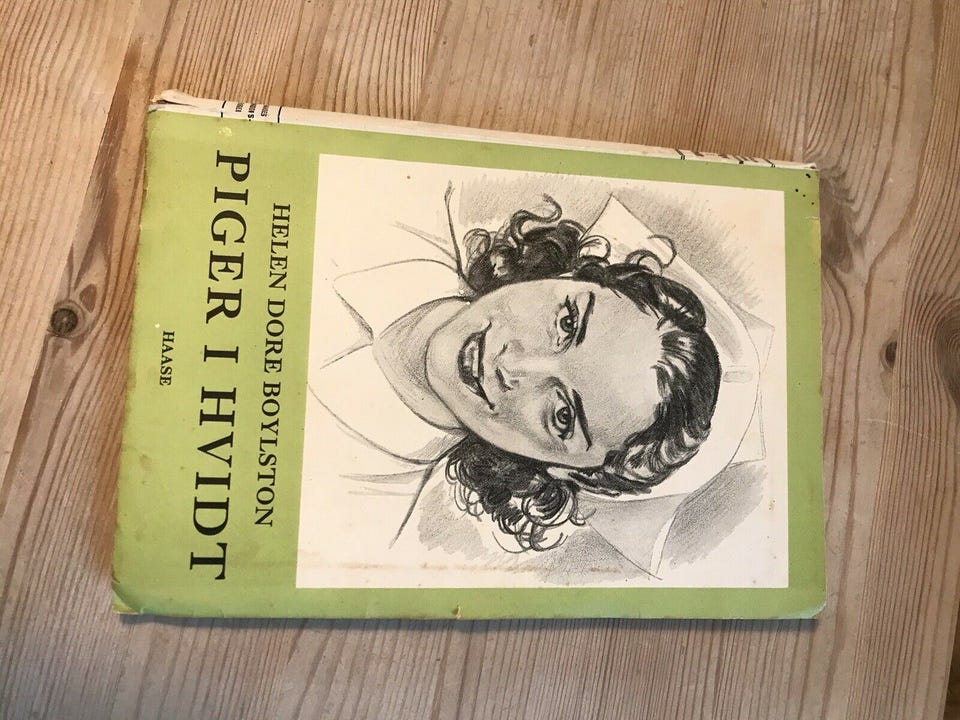 HELEN DORE BOYLSTON
PIGER I HVIDT
HAASE